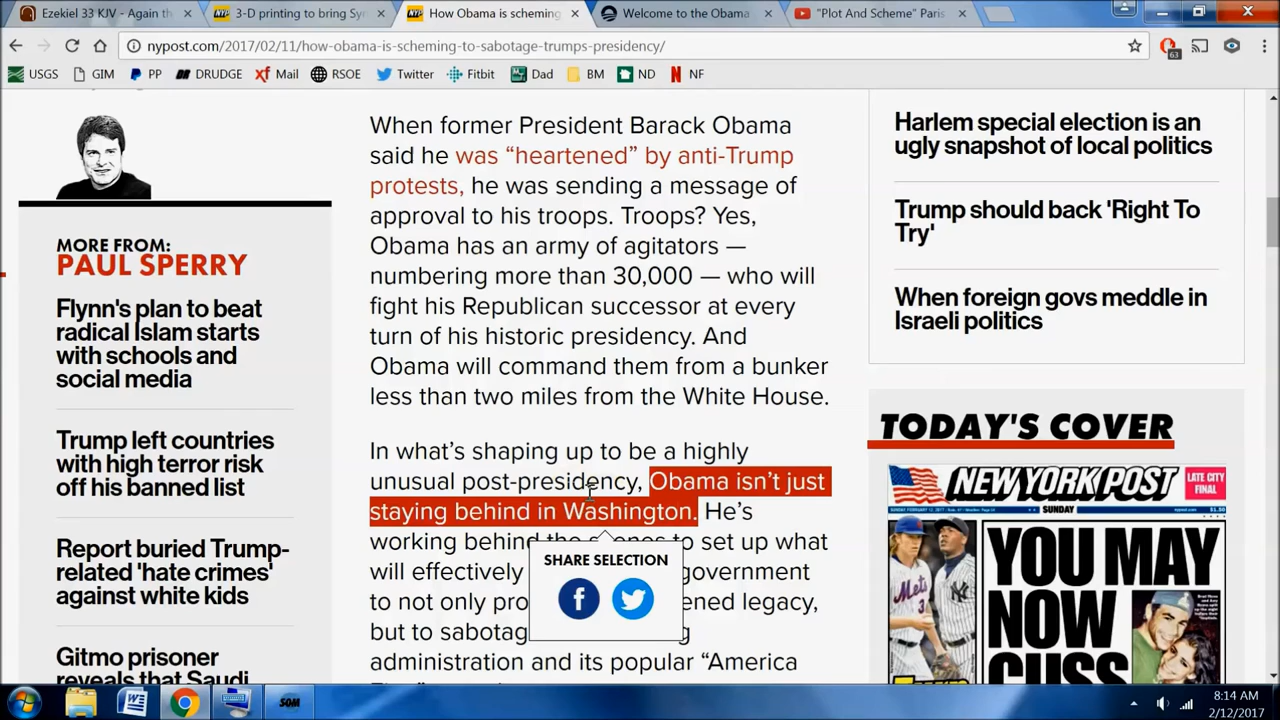 Ezekiel 33 KJV - Again th
3-D printing to bring Syr
How Obama is scheming
Welcome to the Obama
"Plot And Scheme" Paris
nypost.com/2017/02/11/how-obama-is-scheming-to-sabotage-trumps-presidency/
63
USGS
GIM
PP
DRUDGE
Mail
RSOE
Twitter
Fitbit
Dad
BM
ND
NF
MORE FROM:
PAUL SPERRY
Flynn's plan to beat
radical Islam starts
with schools and
social media
Trump left countries
with high terror risk
off his banned list
Report buried Trump-
related 'hate crimes'
against white kids
Gitmo prisoner
reveals that Saudi
When former President Barack Obama
said he was “heartened” by anti-Trump
protests, he was sending a message of
approval to his troops. Troops? Yes,
Obama has an army of agitators —
numbering more than 30,000 — who will
fight his Republican successor at every
turn of his historic presidency. And
Obama will command them from a bunker
less than two miles from the White House.
In what’s shaping up to be a highly
unusual post-presidency, Obama isn’t just
staying behind in Washington. He’s
working behind the scenes to set up what
will effectively government
to not only pro ened legacy,
but to sabotag g
administration and its popular “America
SHARE SELECTION
Harlem special election is an
ugly snapshot of local politics
Trump should back 'Right To
Try'
When foreign govs meddle in
Israeli politics
TODAY'S COVER
NEW YORK POST
LATE CITY
FINAL
SUNDAY
YOU MAY
NOW
CUSS
Mets
SOM
8:14 AM
2/12/2017